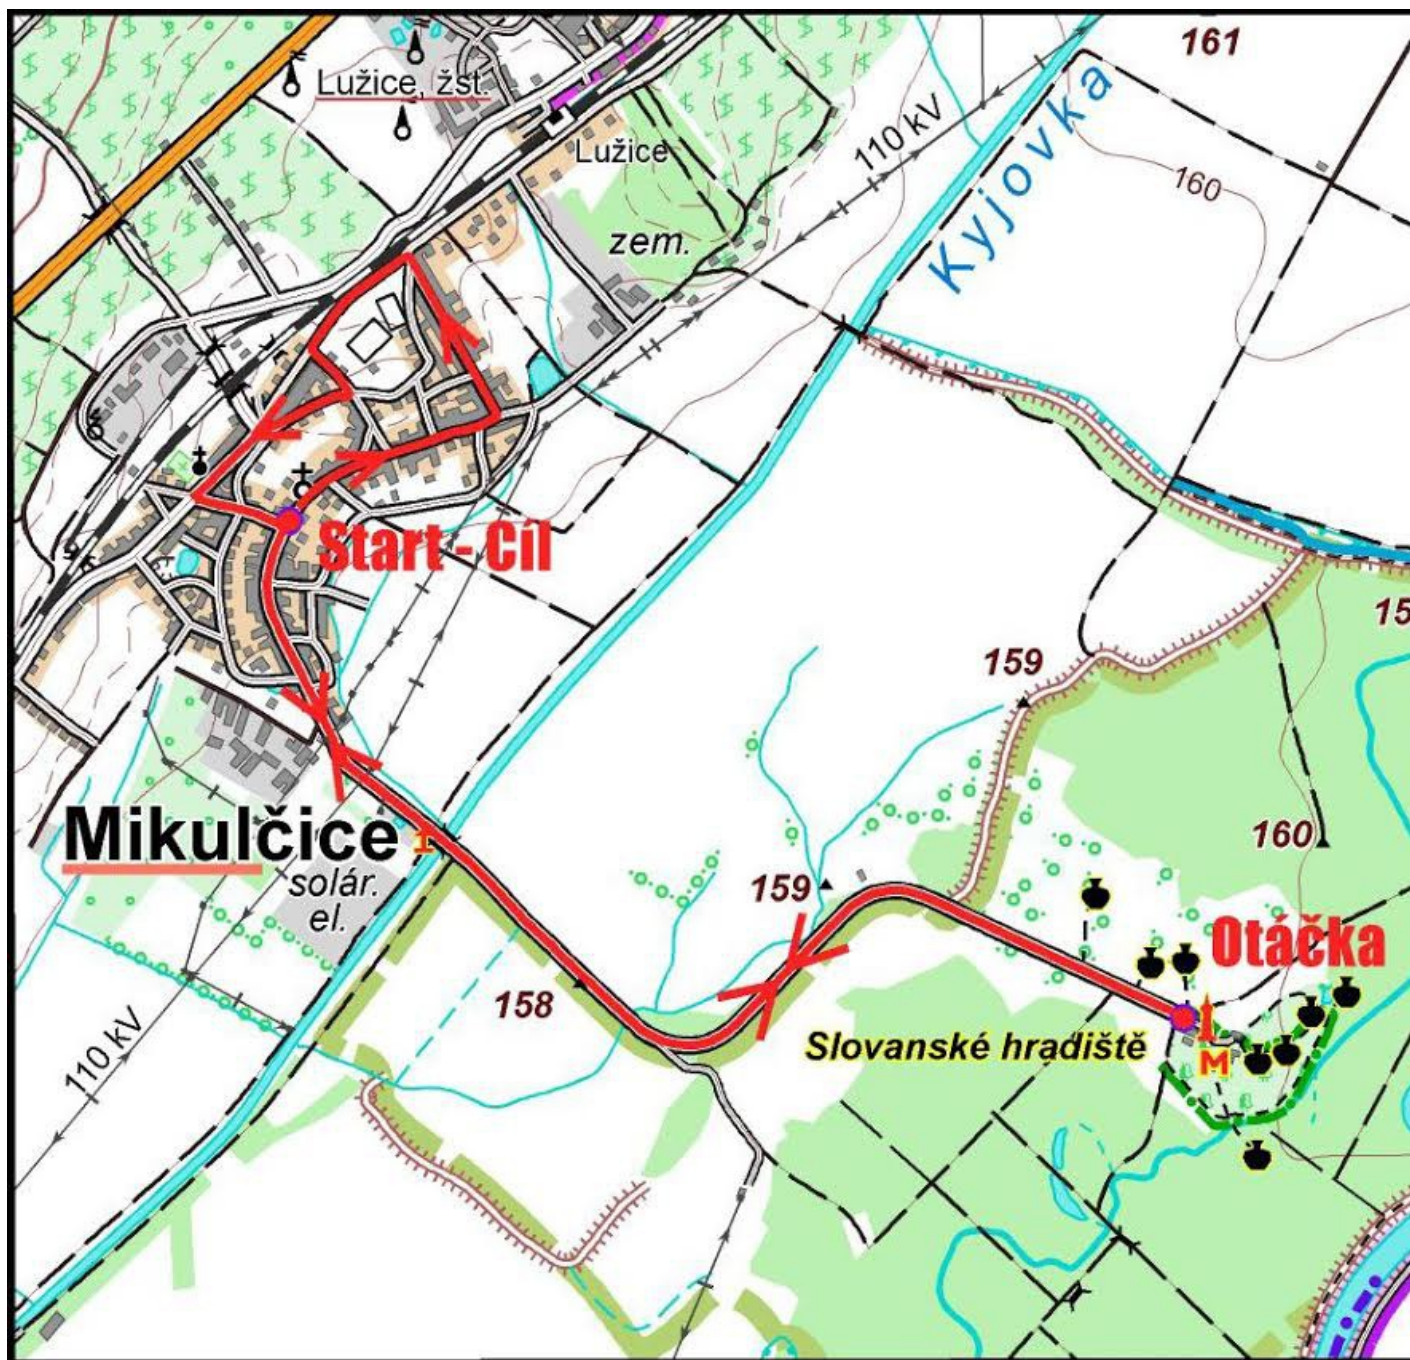 161
Lužice, žst.
Lužice
110 kV
Kyjovka
160
zem.
Start - Cíl
159
15
Mikulčice
1
solár.
el.
159
160
158
Otáčka
110 kV
Slovanské hradiště
M